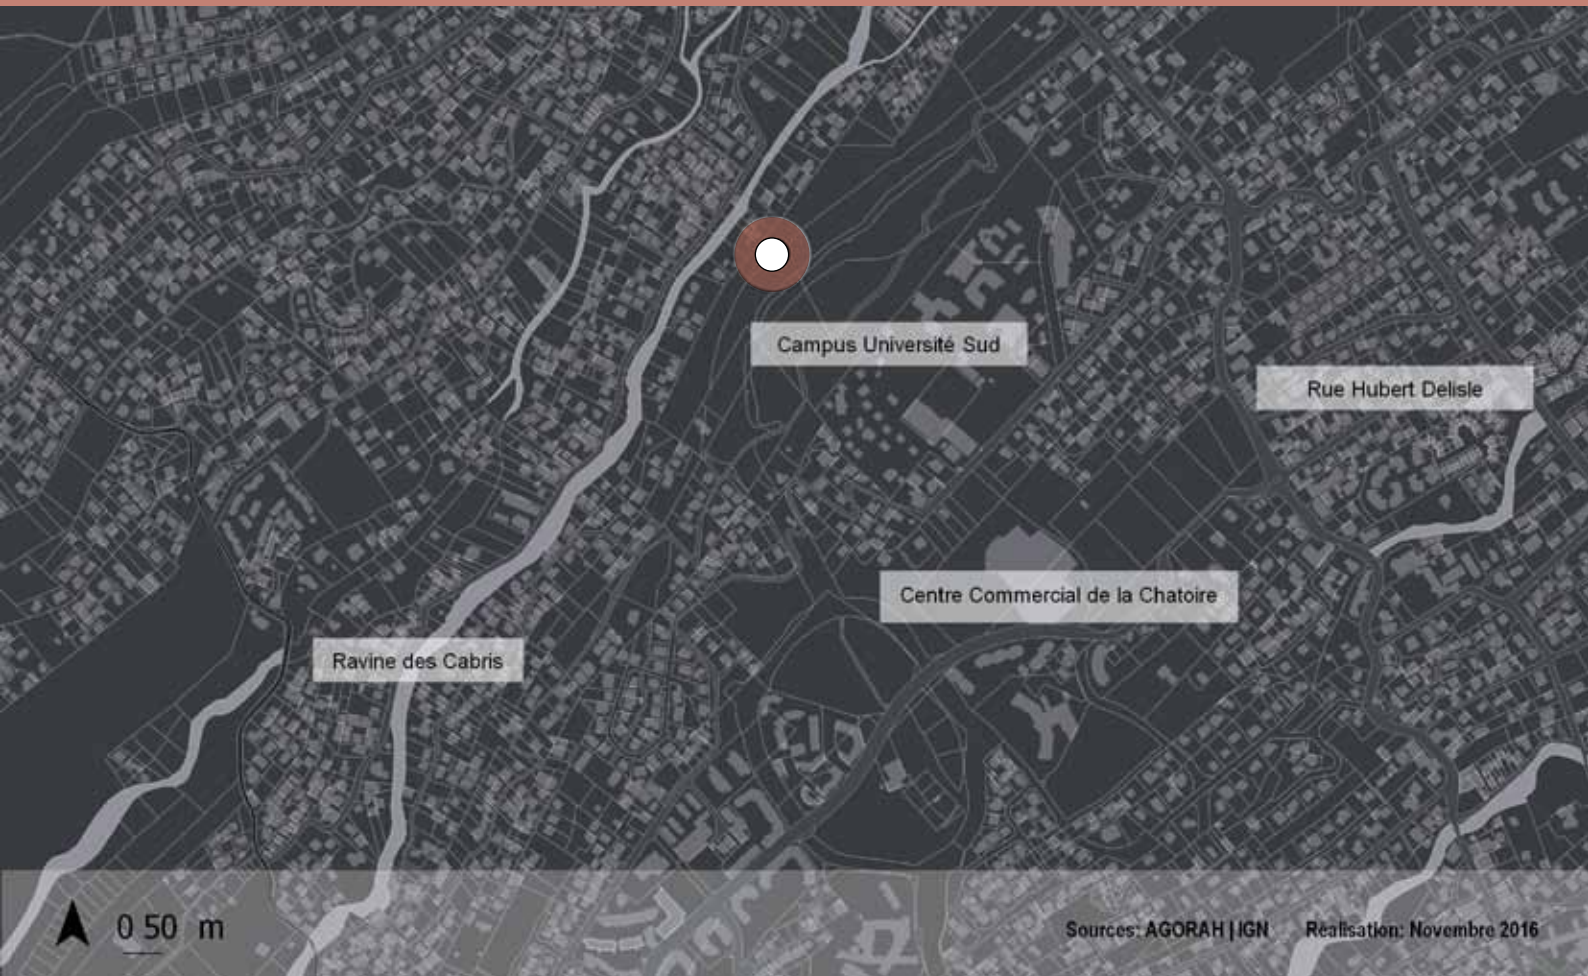 Campus Université Sud
Rue Hubert Delisle
Centre Commercial de la Chatoire
Ravine des Cabris
0 50 m
Sources: AGORAH | IGN Réalisation: Novembre 2016